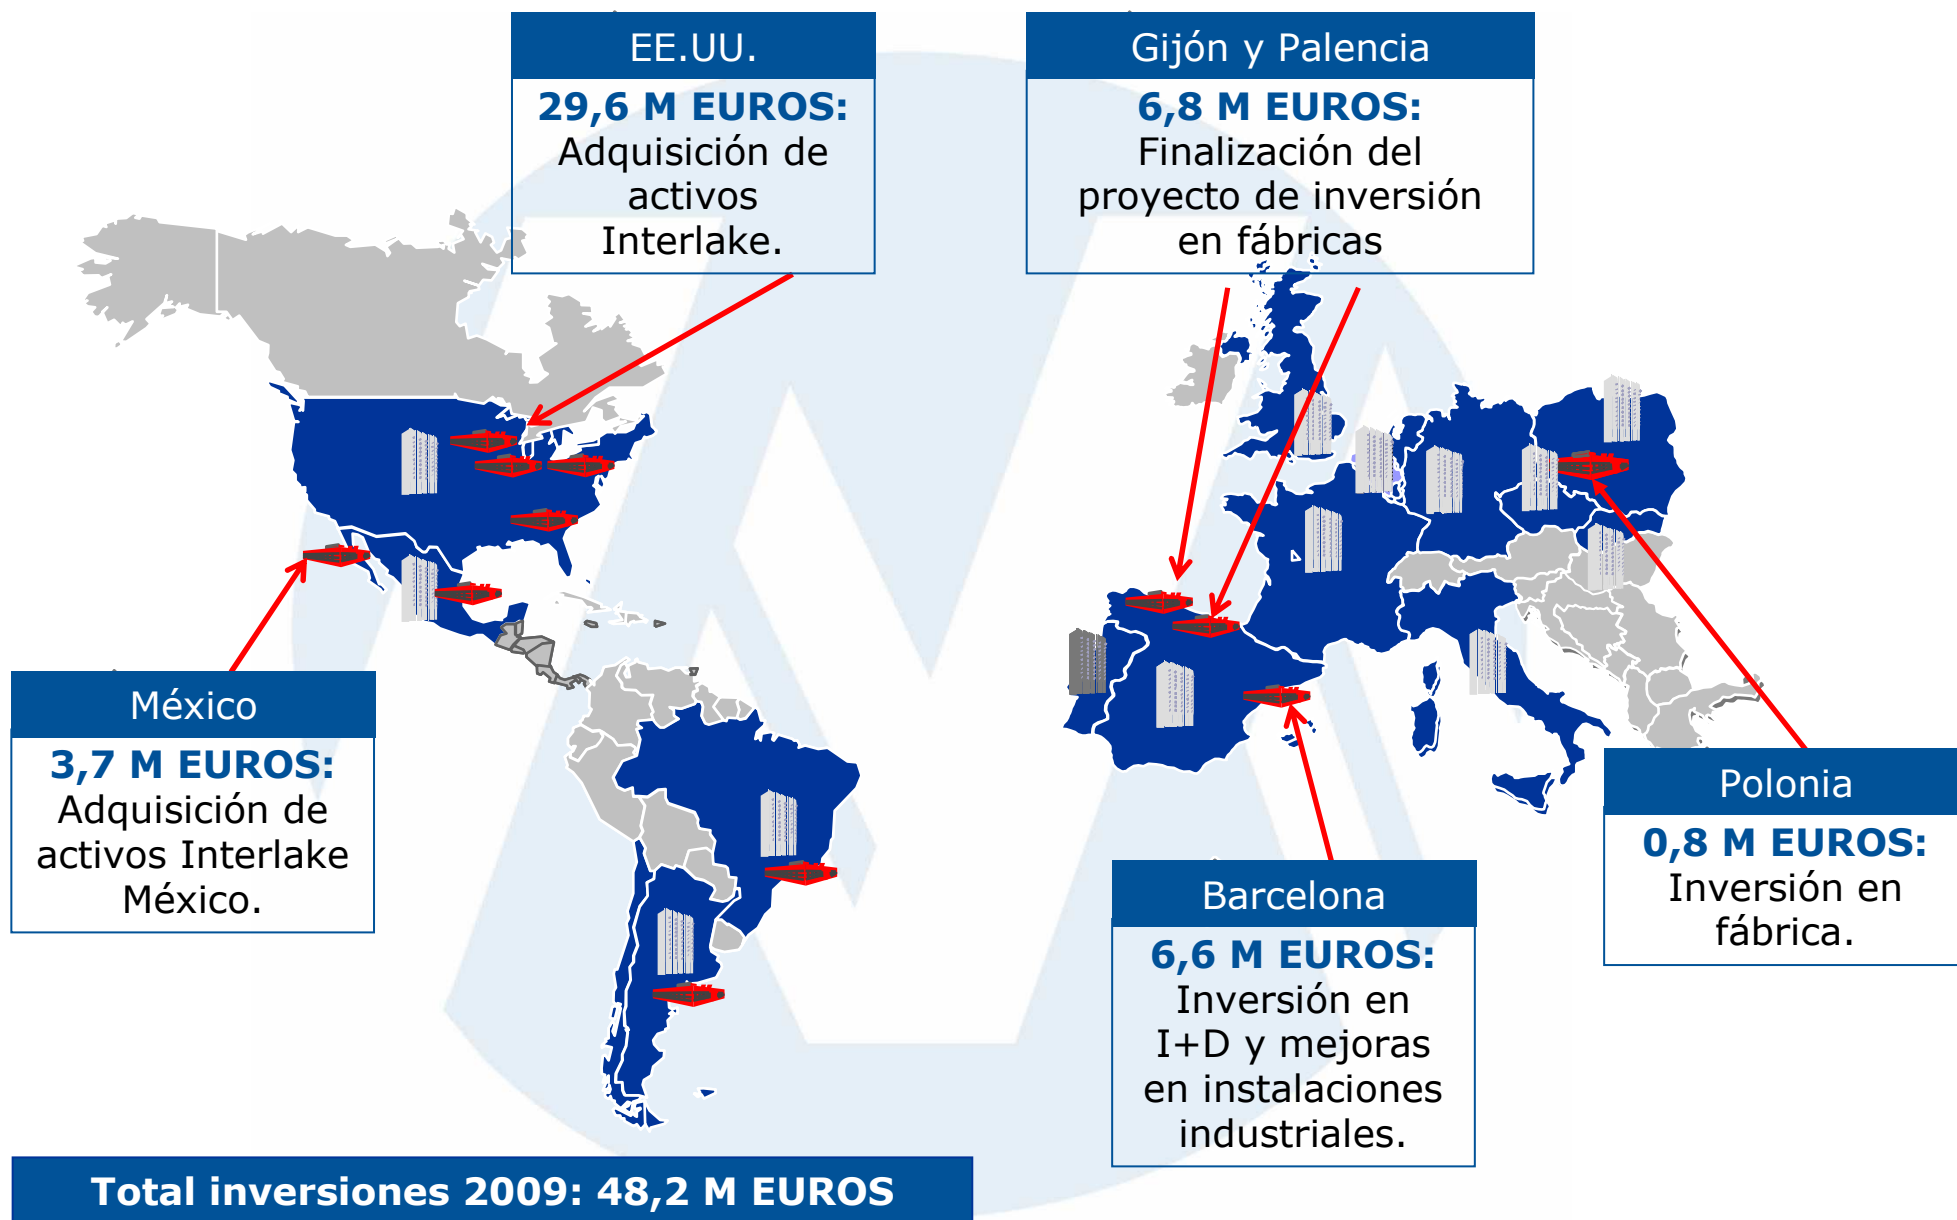 EE.UU.
29,6 M EUROS:
Adquisición de
activos
Interlake.
Gijón y Palencia
6,8 M EUROS:
Finalización del
proyecto de inversión
en fábricas
México
3,7 M EUROS:
Adquisición de
activos Interlake
México.
Polonia
0,8 M EUROS:
Inversión en
fábrica.
Barcelona
6,6 M EUROS:
Inversión en
I+D y mejoras
en instalaciones
industriales.
Total inversiones 2009: 48,2 M EUROS